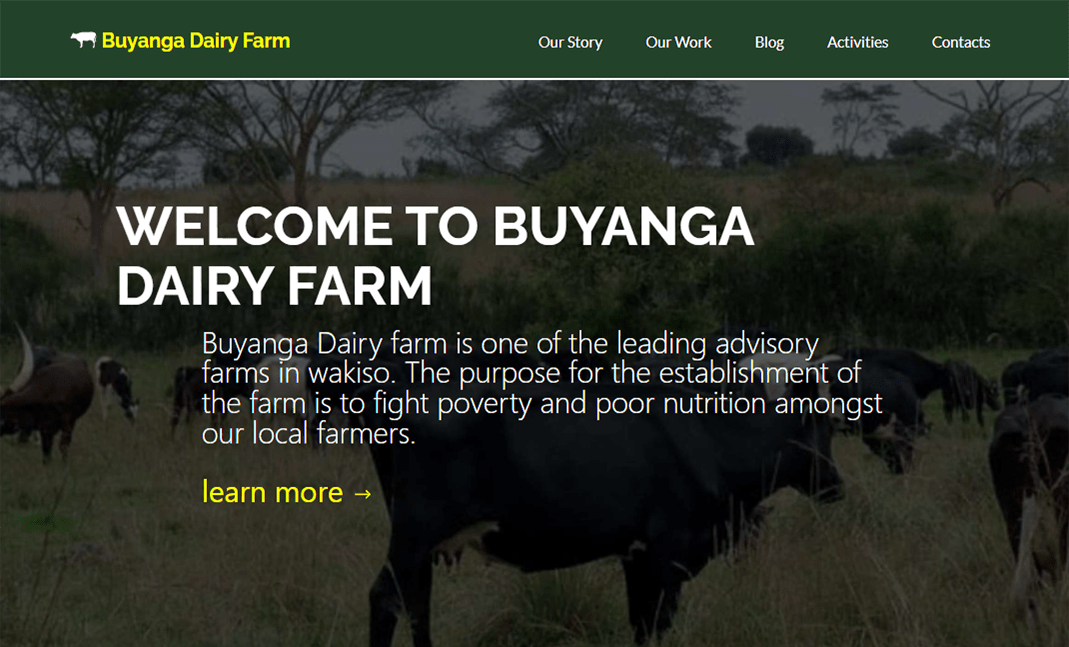 Buyanga Dairy Farm
Our Story
Our Work
Blog
Activities
Contacts
WELCOME TO BUYANGA
DAIRY FARM
Buyanga Dairy farm is one of the leading advisory
farms in wakiso. The purpose for the establishment of
the farm is to fight poverty and poor nutrition amongst
our local farmers.
learn more →